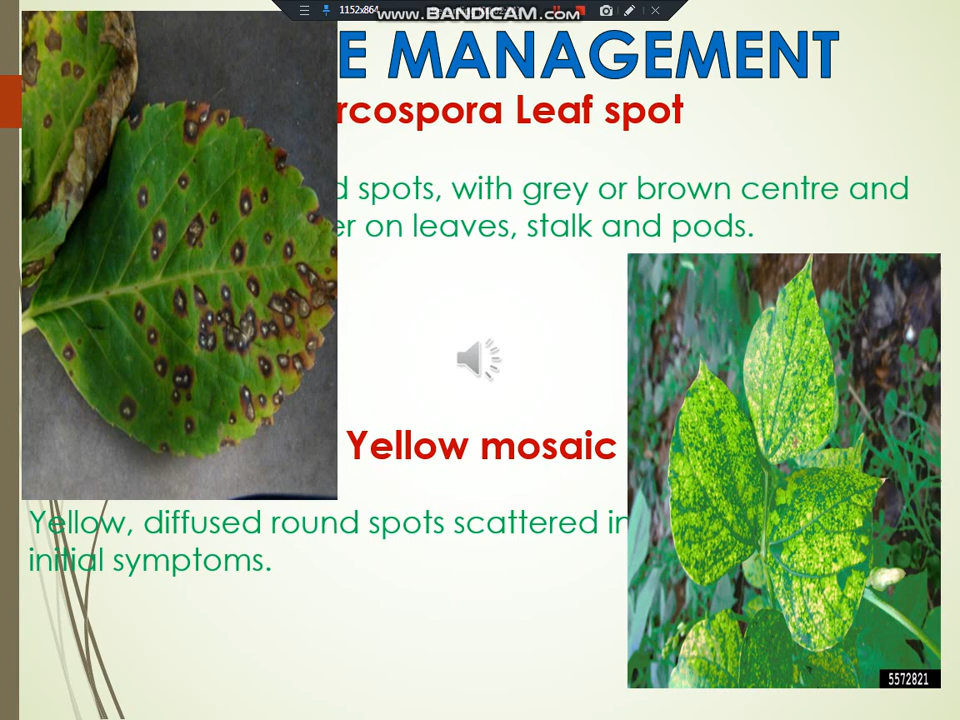 1152x864
www.BANDICAM.com
E MANAGEMENT
rcospora Leaf spot
d spots, with grey or brown centre and
er on leaves, stalk and pods.
Yellow mosaic
Yellow, diffused round spots scattered in
initial symptoms.
5572821